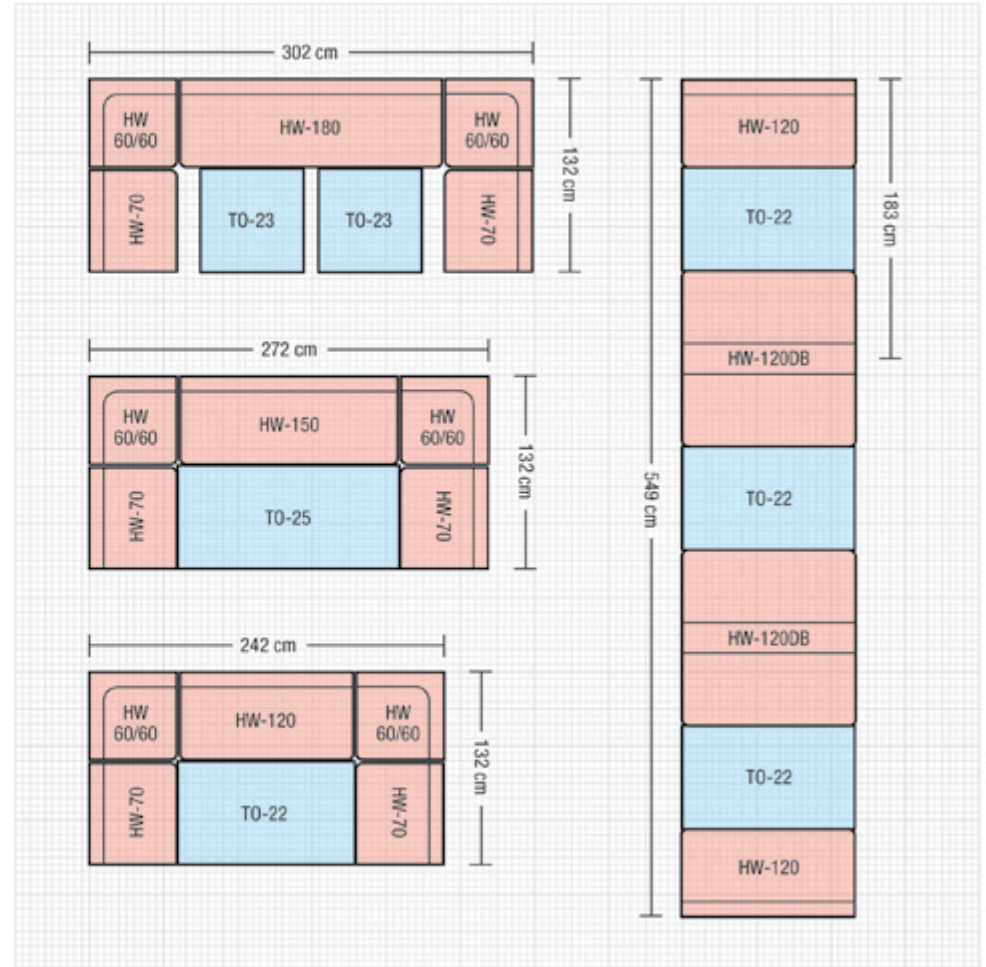 302 cm
HW
60/60
HW-180
HW
60/60
HW-70
TO-23
TO-23
HW-70
132 cm
272 cm
HW
60/60
HW-150
HW
60/60
HW-70
TO-25
HW-70
132 cm
242 cm
HW
60/60
HW-120
HW
60/60
HW-70
TO-22
HW-70
132 cm
549 cm
HW-120
TO-22
HW-120DB
TO-22
HW-120DB
TO-22
HW-120
183 cm